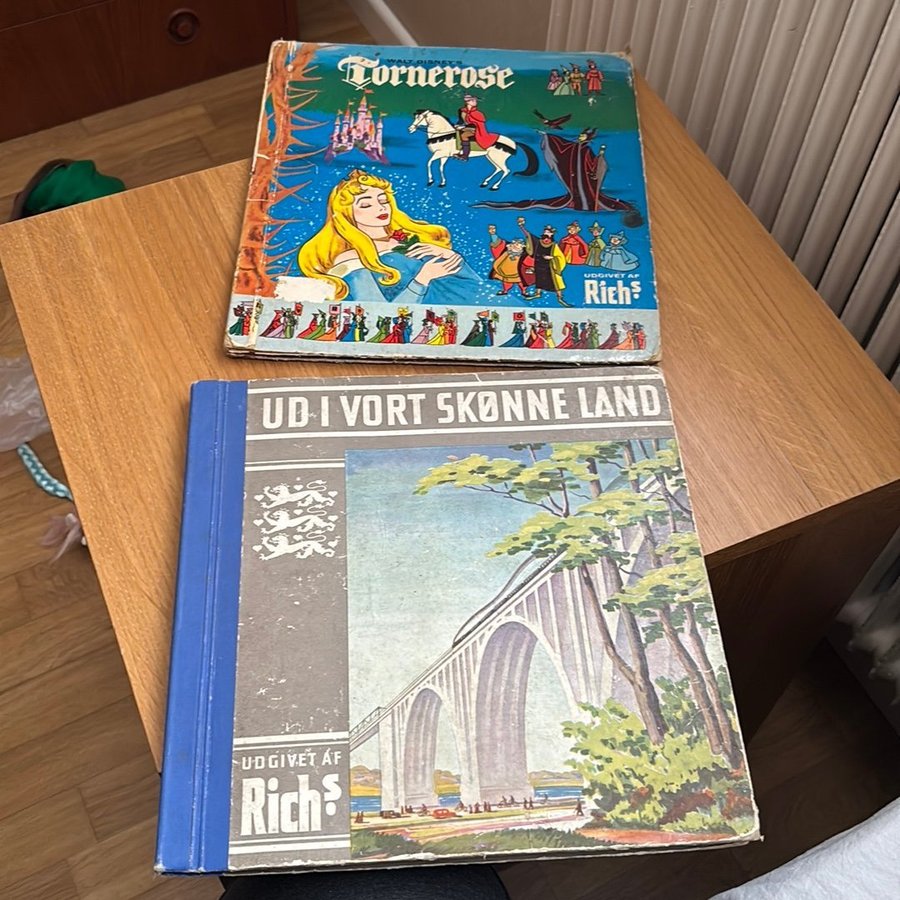 WALT DISNEY'S
Tornerose
UDGIVET AF
Rich's
UD I VORT SKØNNE LAND
UDGIVET AF
Rich's